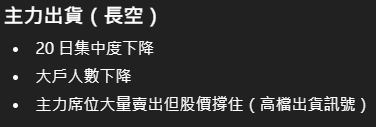 主力出貨（長空）
• 20 日集中度下降
• 大戶人數下降
• 主力席位大量賣出但股價撐住（高檔出貨訊號）